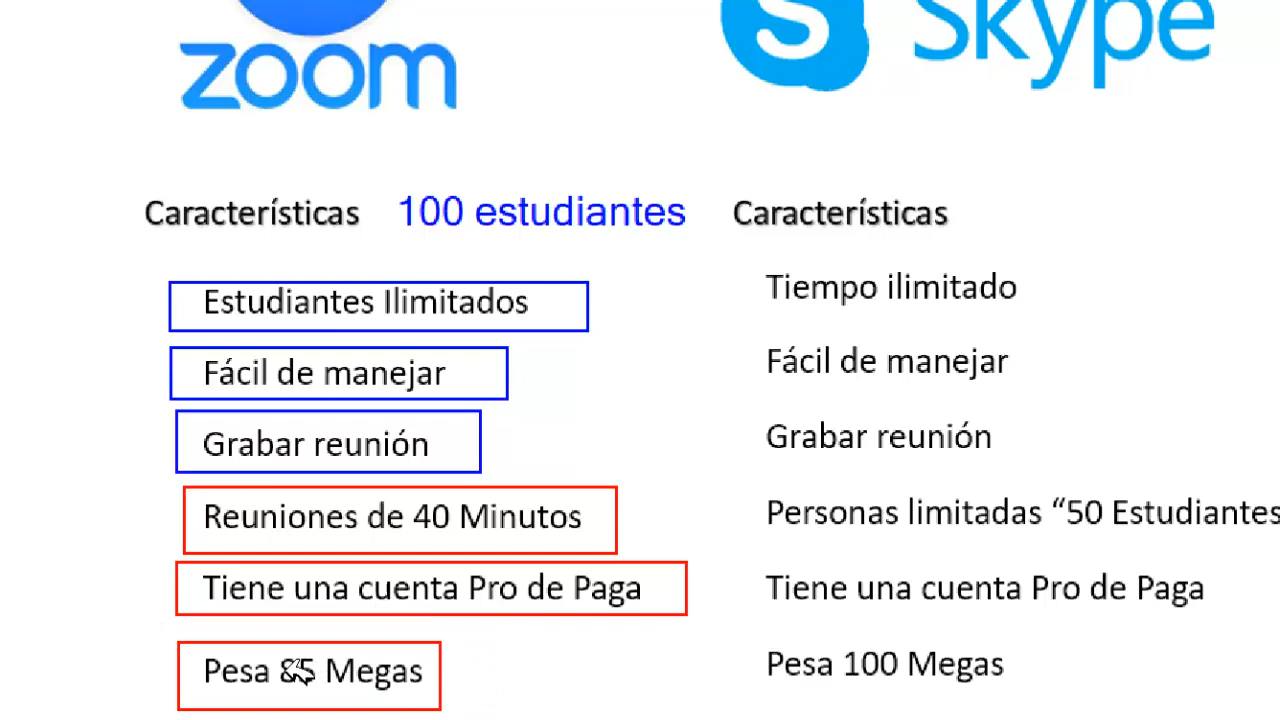 zoom
Skype
Características
100 estudiantes
Estudiantes Ilimitados
Fácil de manejar
Grabar reunión
Reuniones de 40 Minutos
Tiene una cuenta Pro de Paga
Pesa 85 Megas
Características
Tiempo ilimitado
Fácil de manejar
Grabar reunión
Personas limitadas “50 Estudiantes
Tiene una cuenta Pro de Paga
Pesa 100 Megas